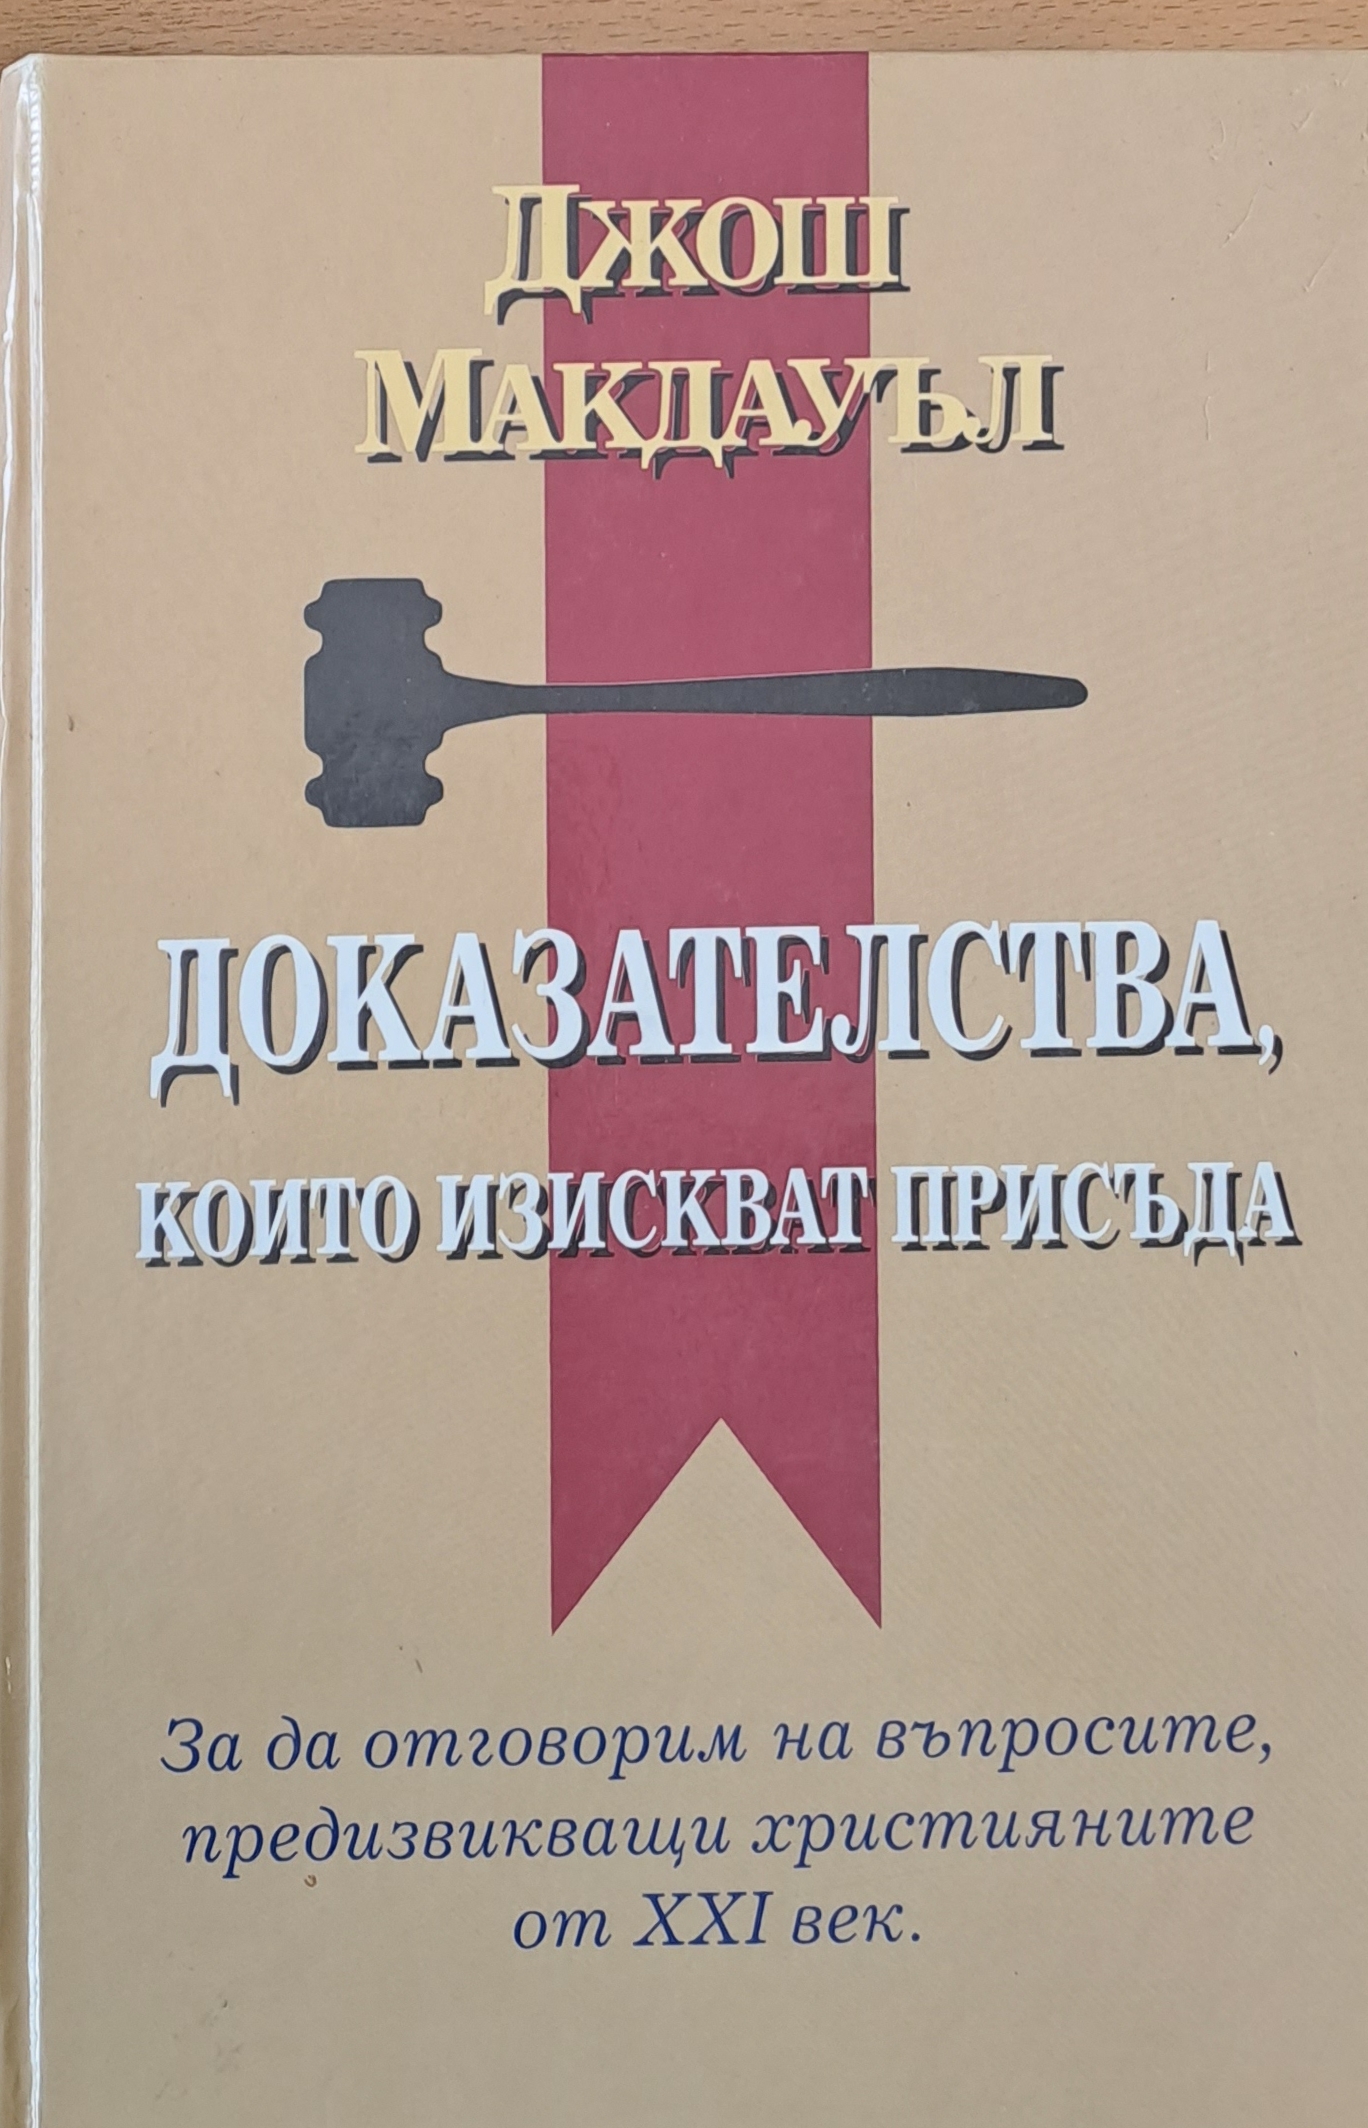 Джош
Макдауъл
ДОКАЗАТЕЛСТВА,
КОИТО ИЗИСКВАТ ПРИСЪДА
За да отговорим на въпросите,
предизвикващи християните
от XXI век.